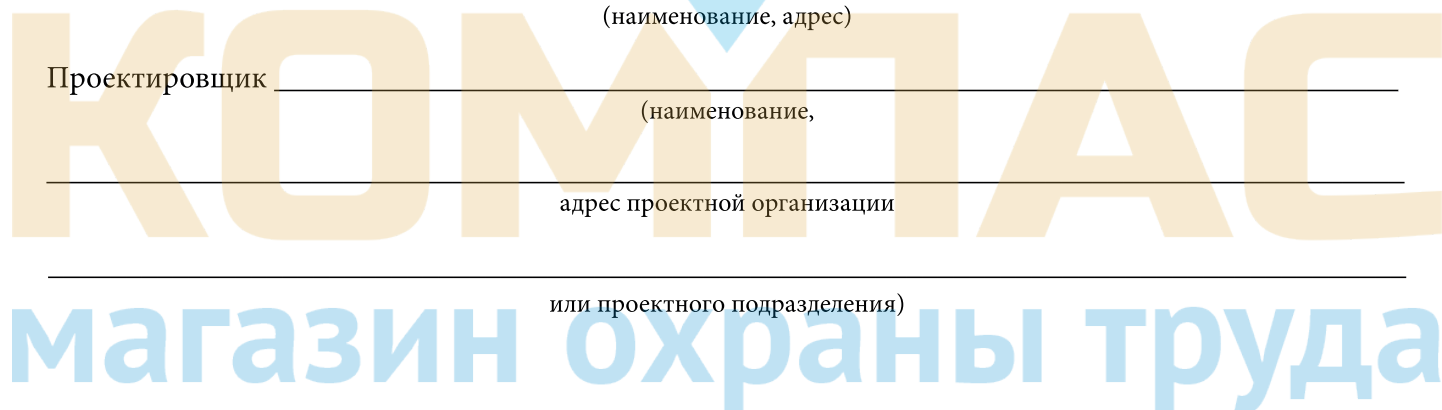 (наименование, адрес)
Проектировщик
(наименование,
адрес проектной организации
или проектного подразделения)
КОМПАС
магазин охраны труда